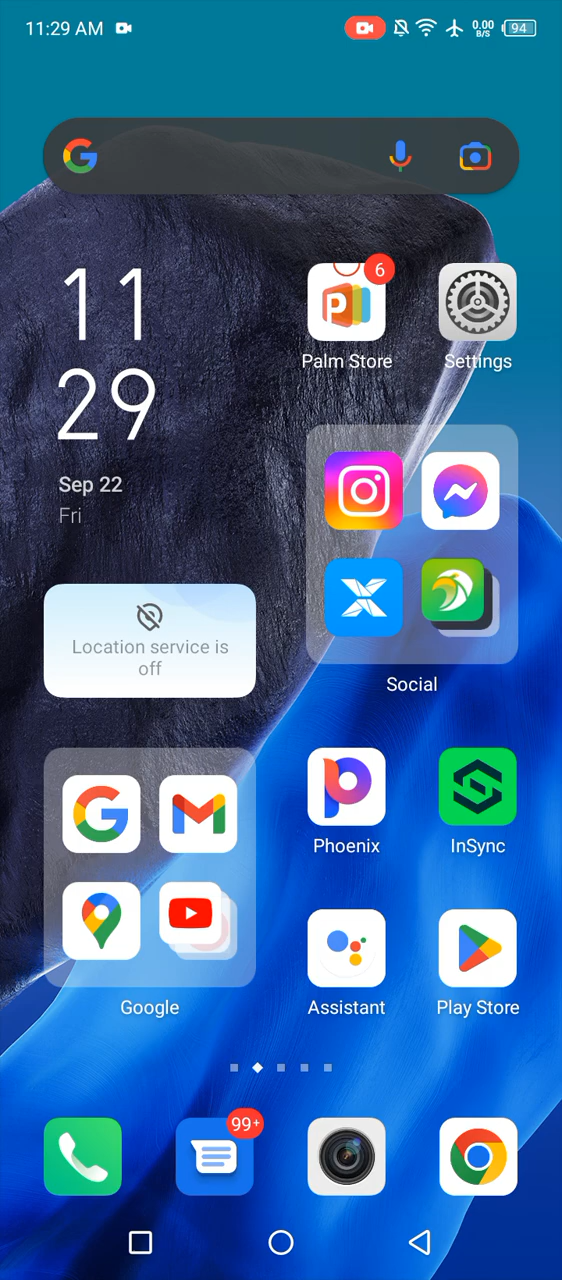 11:29 AM
0.00
B/S
94
11
29
Sep 22
Fri
6
Palm Store
Settings
Location service is
off
Social
Phoenix
InSync
Google
Assistant
Play Store
99+